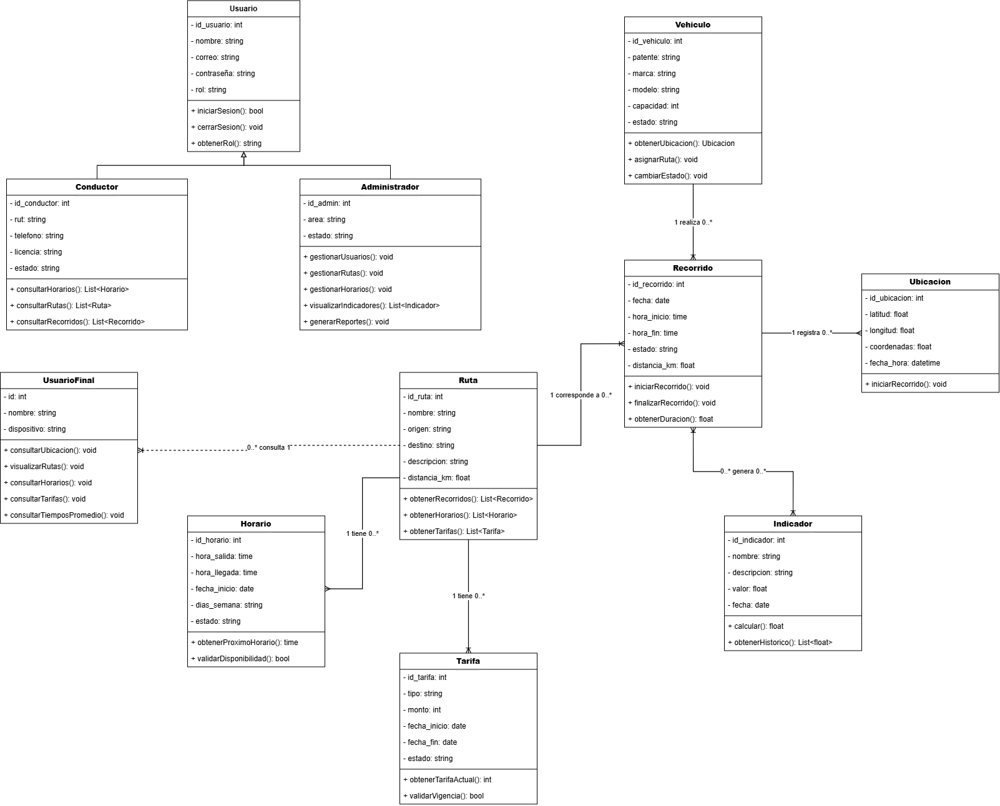 Usuario
- id_usuario: int
- nombre: string
- correo: string
- contraseña: string
- rol: string
+ iniciarSesion(): bool
+ cerrarSesion(): void
+ obtenerRol(): string
Vehiculo
- id_vehiculo: int
- patente: string
- marca: string
- modelo: string
- capacidad: int
- estado: string
+ obtenerUbicacion(): Ubicacion
+ asignarRuta(): void
+ cambiarEstado(): void
Conductor
- id_conductor: int
- rut: string
- telefono: string
- licencia: string
- estado: string
+ consultarHorarios(): List<Horario>
+ consultarRutas(): List<Ruta>
+ consultarRecorridos(): List<Recorrido>
Administrador
- id_admin: int
- area: string
- estado: string
+ gestionarUsuarios(): void
+ gestionarRutas(): void
+ gestionarHorarios(): void
+ visualizarIndicadores(): List<Indicador>
+ generarReportes(): void
1 realiza 0..*
Recorrido
- id_recorrido: int
- fecha: date
- hora_inicio: time
- hora_fin: time
- estado: string
- distancia_km: float
+ iniciarRecorrido(): void
+ finalizarRecorrido(): void
+ obtenerDuracion(): float
1 registra 0..*
Ubicacion
- id_ubicacion: int
- latitud: float
- longitud: float
- coordenadas: float
- fecha_hora: datetime
+ iniciarRecorrido(): void
UsuarioFinal
- id: int
- nombre: string
- dispositivo: string
+ consultarUbicacion(): void
+ visualizarRutas(): void
+ consultarHorarios(): void
+ consultarTarifas(): void
+ consultarTiemposPromedio(): void
0..* consulta 1
Ruta
- id_ruta: int
- nombre: string
- origen: string
- destino: string
- descripcion: string
- distancia_km: float
+ obtenerRecorridos(): List<Recorrido>
+ obtenerHorarios(): List<Horario>
+ obtenerTarifas(): List<Tarifa>
1 corresponde a 0..*
0..* genera 0..*
Horario
- id_horario: int
- hora_salida: time
- hora_llegada: time
- fecha_inicio: date
- dias_semana: string
- estado: string
+ obtenerProximoHorario(): time
+ validarDisponibilidad(): bool
1 tiene 0..*
1 tiene 0..*
Indicador
- id_indicador: int
- nombre: string
- descripcion: string
- valor: float
- fecha: date
+ calcular(): float
+ obtenerHistorico(): List<float>
Tarifa
- id_tarifa: int
- tipo: string
- monto: int
- fecha_inicio: date
- fecha_fin: date
- estado: string
+ obtenerTarifaActual(): int
+ validarVigencia(): bool